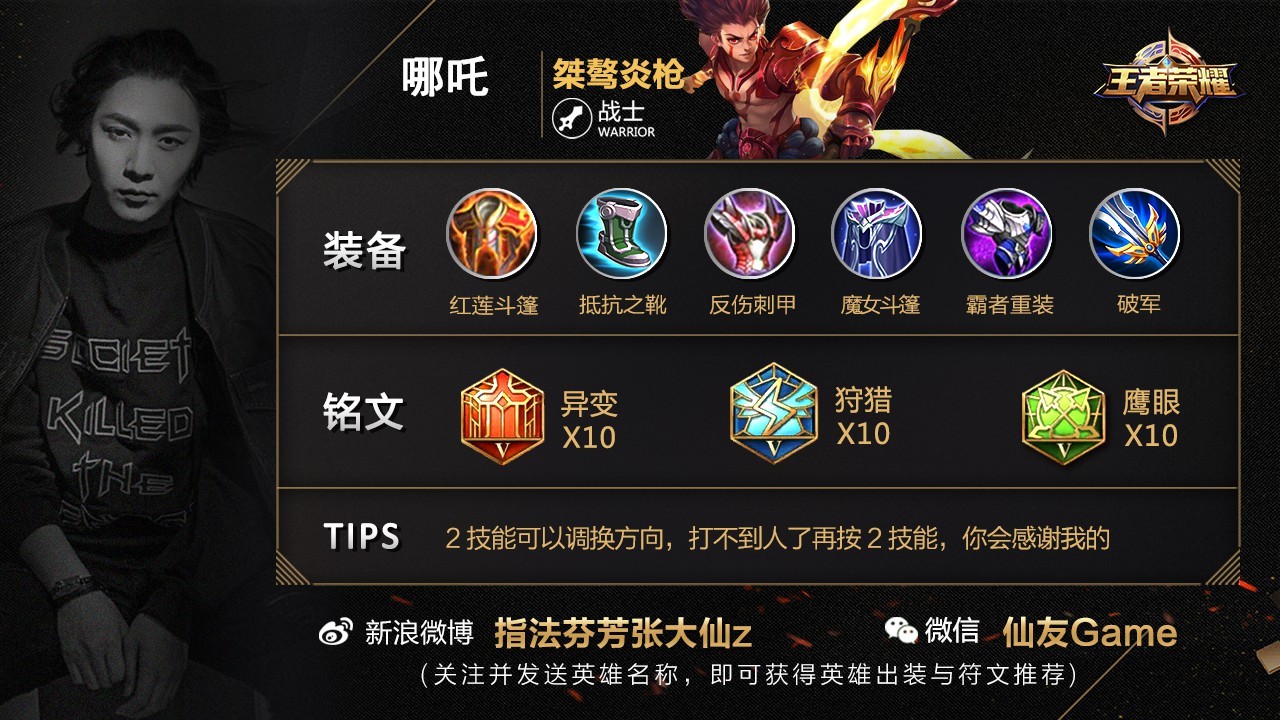 哪吒
桀骜炎枪
战士
WARRIOR
王者荣耀
装备
红莲斗篷 抵抗之靴 反伤刺甲 魔女斗篷 霸者重装 破军
铭文
异变 X10
狩猎 X10
鹰眼 X10
V V V
TIPS
2技能可以调换方向，打不到人了再按2技能，你会感谢我的
SOCIET
KILLED
THE
新浪微博 指法芬芳张大仙z 微信 仙友Game
（关注并发送英雄名称，即可获得英雄出装与符文推荐）